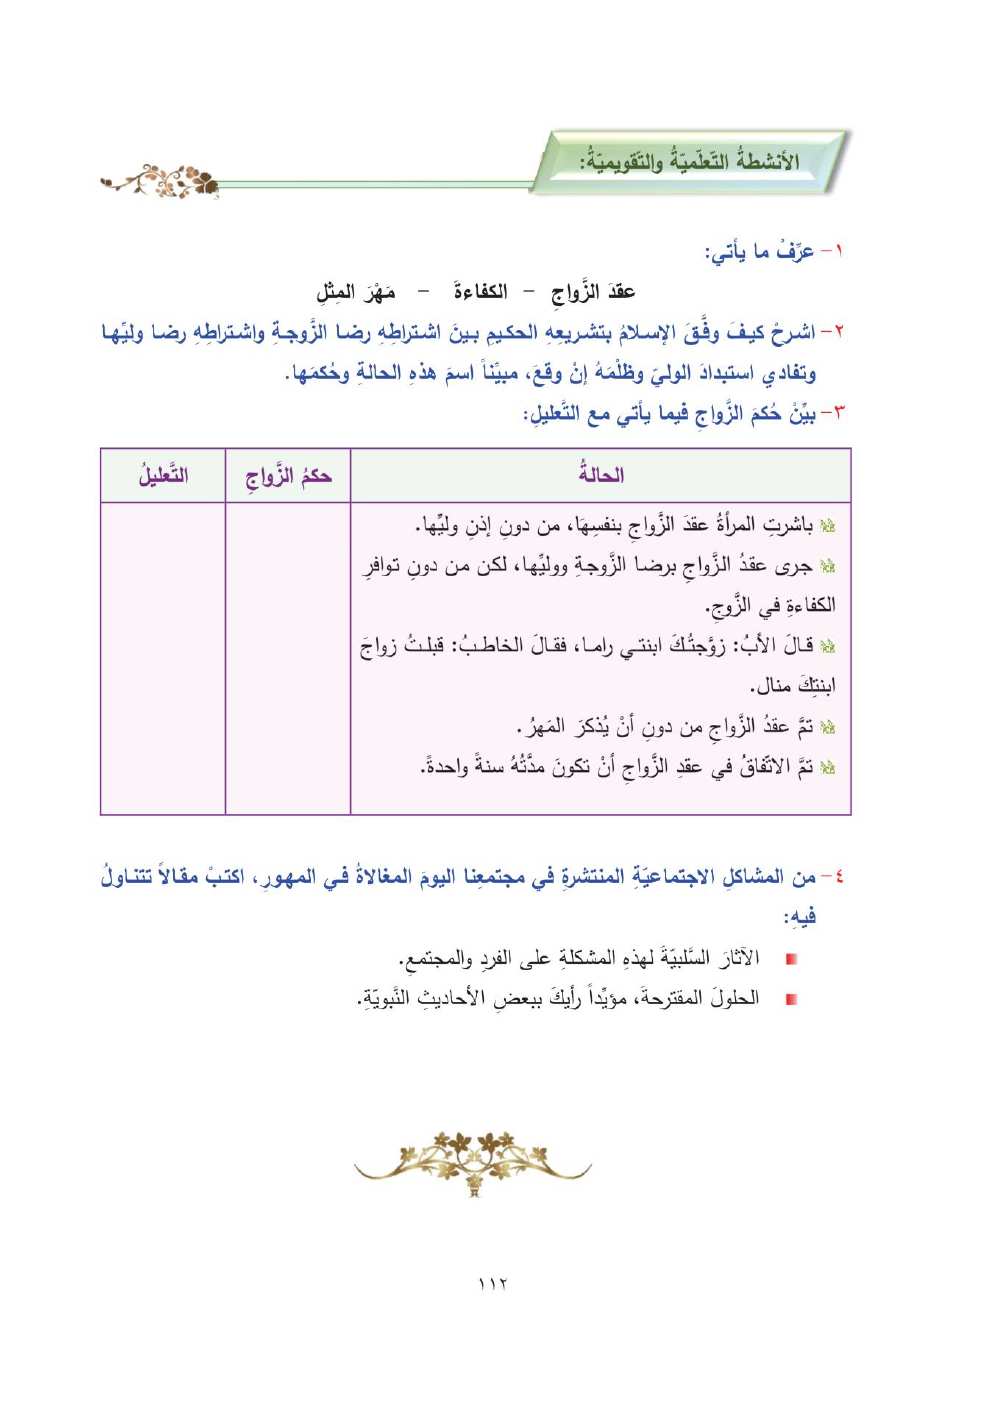 الأنشطةُ التّعلّميّةُ والتّقويميّةُ:
١- عرِّفْ ما يأتي:
عقدَ الزَّواجِ - الكفاءةَ - مَهْرَ المِثْلِ
٢- اشرحْ كيفَ وفَّقَ الإسلامُ بتشريعِهِ الحكيمِ بينَ اشتراطِهِ رضا الزَّوجةِ واشتراطِهِ رضا وليِّها
وتفادي استبدادَ الوليّ وظلْمَهُ إنْ وقعَ، مبيِّناً اسمَ هذهِ الحالةِ وحُكمَها.
٣- بيِّنْ حُكمَ الزَّواجِ فيما يأتي مع التَّعليلِ:
الحالةُ حكمُ الزَّواجِ التَّعليلُ
باشرتِ المرأةُ عقدَ الزَّواجِ بنفسِهَا، من دونِ إذنِ وليِّها.
جرى عقدُ الزَّواجِ برضا الزَّوجةِ ووليِّها، لكن من دونِ توافرِ
الكفاءةِ في الزَّوجِ.
قالَ الأبُ: زوَّجتُكَ ابنتي راما، فقالَ الخاطبُ: قبلتُ زواجَ
ابنتِكَ منال.
تمَّ عقدُ الزَّواجِ من دونِ أنْ يُذكرَ المَهرُ.
تمَّ الاتّفاقُ في عقدِ الزَّواجِ أنْ تكونَ مدَّتُهُ سنةً واحدةً.
٤- من المشاكلِ الاجتماعيّةِ المنتشرةِ في مجتمعِنا اليومَ المغالاةُ في المهورِ، اكتبْ مقالاً تتناولُ
فيهِ:
الآثارَ السَّلبيّةَ لهذهِ المشكلةِ على الفردِ والمجتمعِ.
الحلولَ المقترحةَ، مؤيِّداً رأيكَ ببعضِ الأحاديثِ النَّبويّةِ.
١١٢